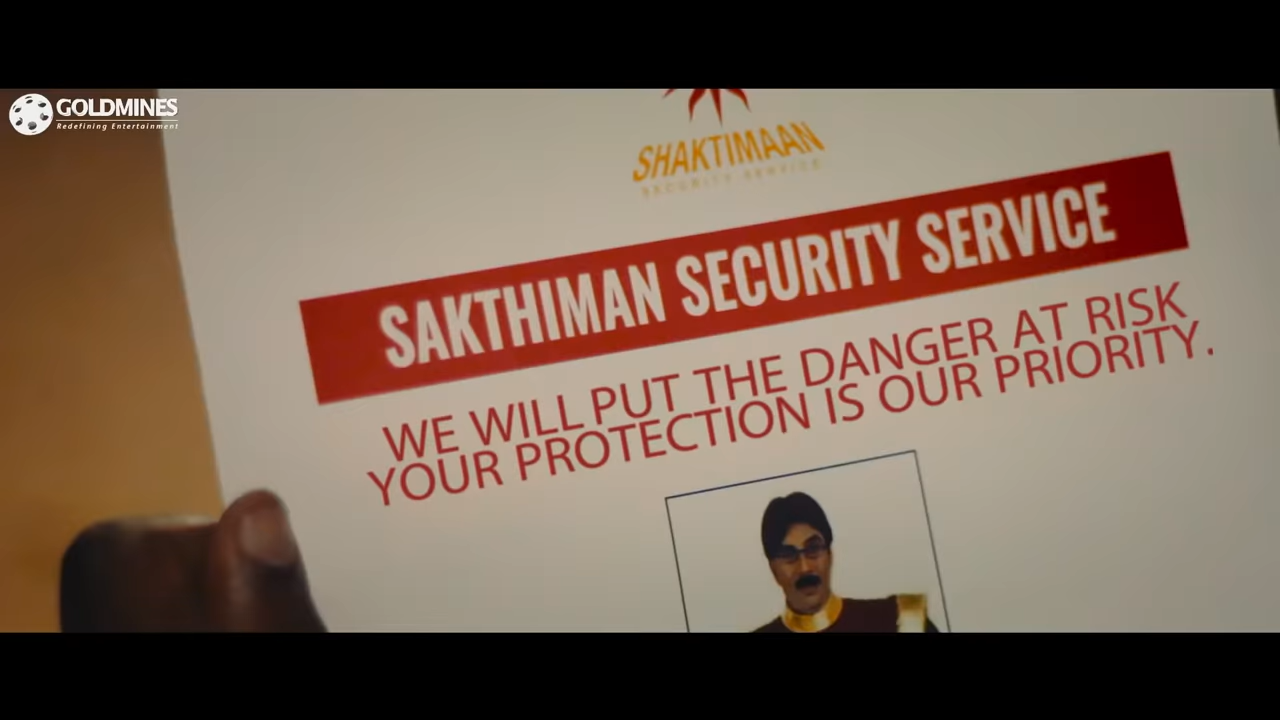 GOLDMINES
Redefining Entertainment
SHAKTIMAAN
SECURITY SERVICE
SAKTHIMAN SECURITY SERVICE
WE WILL PUT THE DANGER AT RISK
YOUR PROTECTION IS OUR PRIORITY.